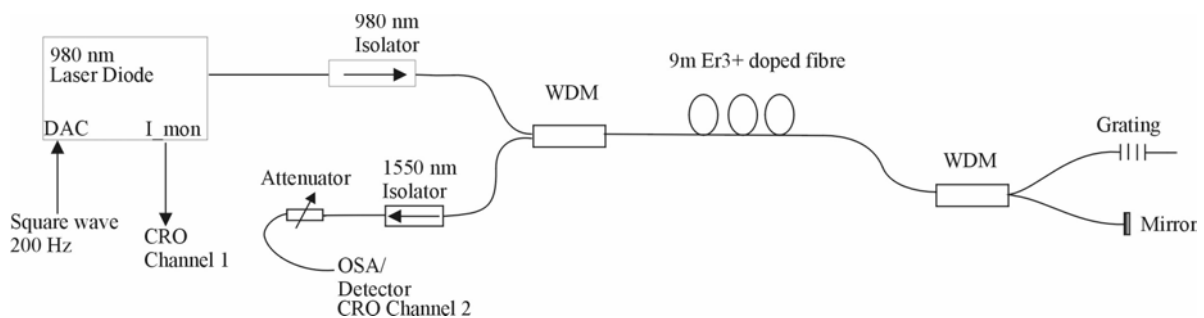 980 nm
Isolator
980 nm
Laser Diode
DAC
I_mon
Square wave
200 Hz
CRO
Channel 1
WDM
9m Er3+ doped fibre
1550 nm
Isolator
Attenuator
OSA/
Detector
CRO Channel 2
WDM
Grating
Mirror